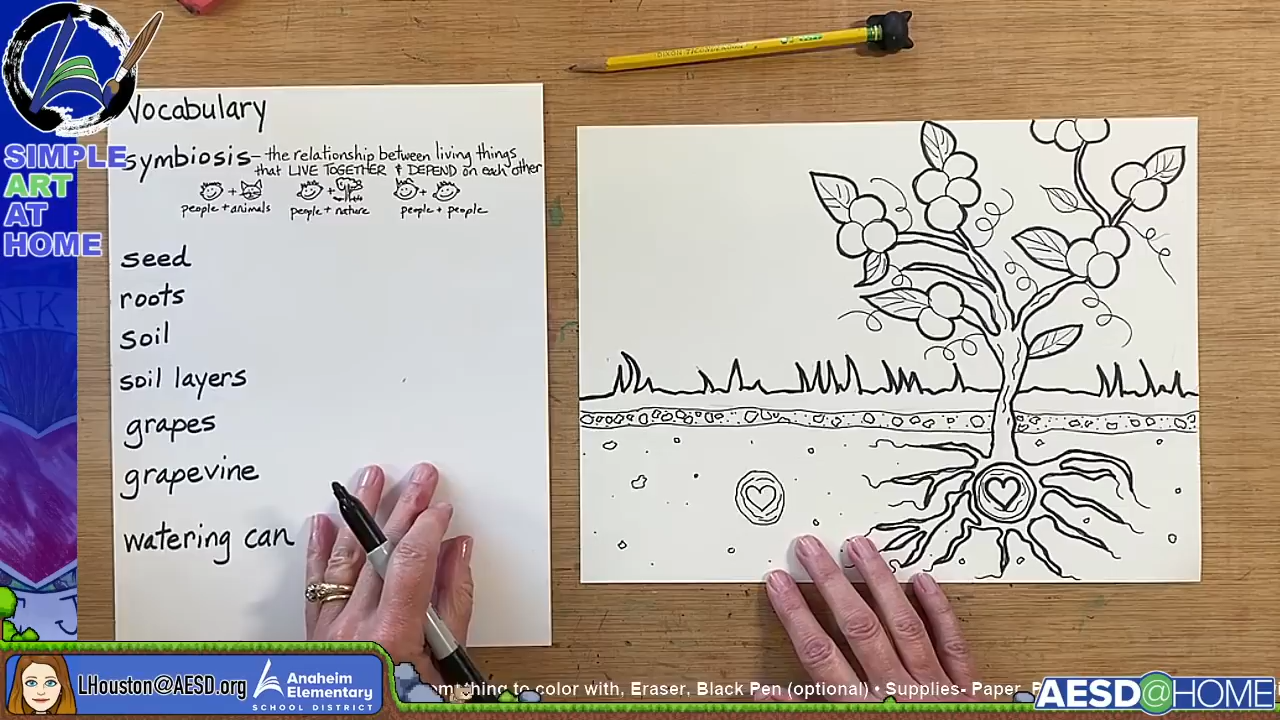 Vocabulary
symbiosis – the relationship between living things
that LIVE TOGETHER & DEPEND on each other
people + animals people + nature people + people
seed
roots
soil
soil layers
grapes
grapevine
watering can
DIXON TICONDEROGA
SIMPLE
ART
AT
HOME
LHouston@AESD.org
Anaheim
Elementary
SCHOOL DISTRICT
to color with, Eraser, Black Pen (optional) • Supplies- Paper,
AESD@HOME